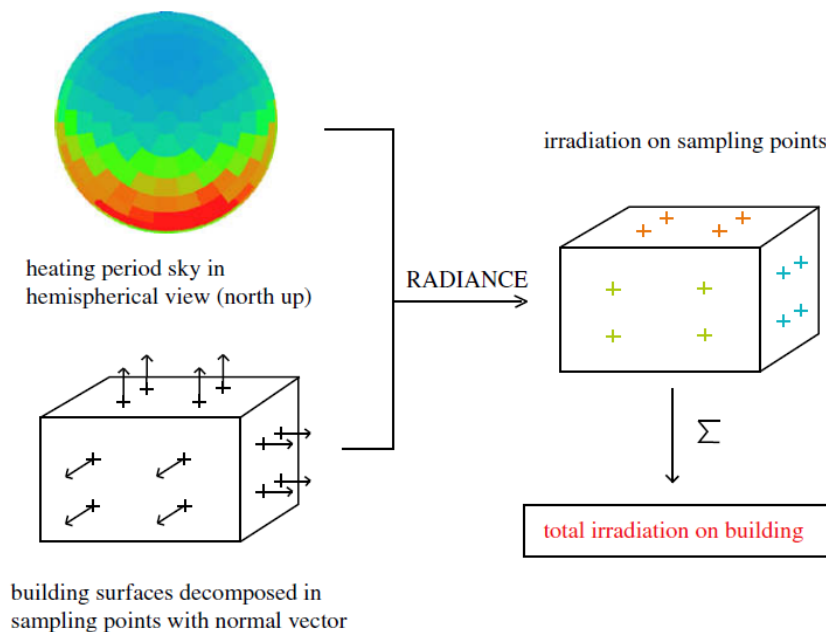 heating period sky in
hemispherical view (north up)
building surfaces decomposed in
sampling points with normal vector
RADIANCE
irradiation on sampling points
Σ
total irradiation on building